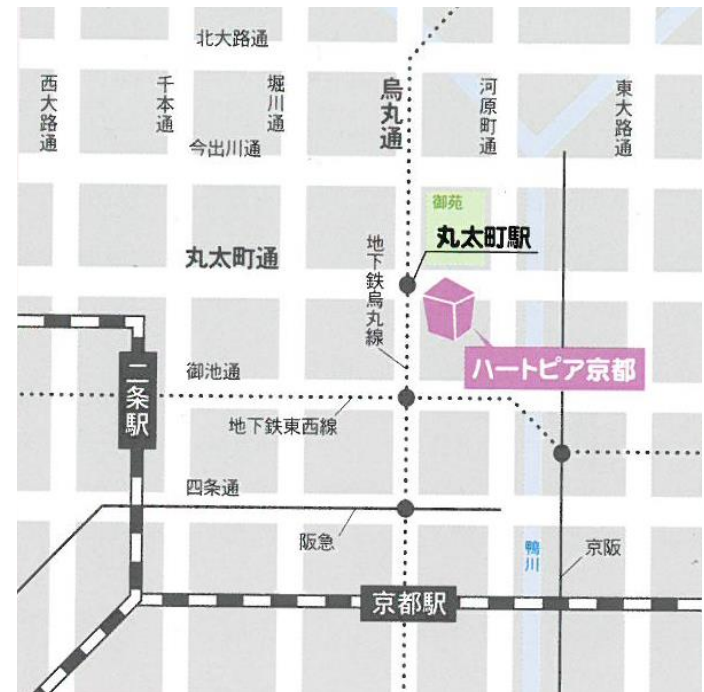 北大路通
西大路通
千本通
堀川通
烏丸通
河原町通
東大路通
今出川通
御苑
丸太町駅
丸太町通
地下鉄烏丸線
ハートピア京都
二条駅
御池通
地下鉄東西線
四条通
阪急
鴨川
京阪
京都駅